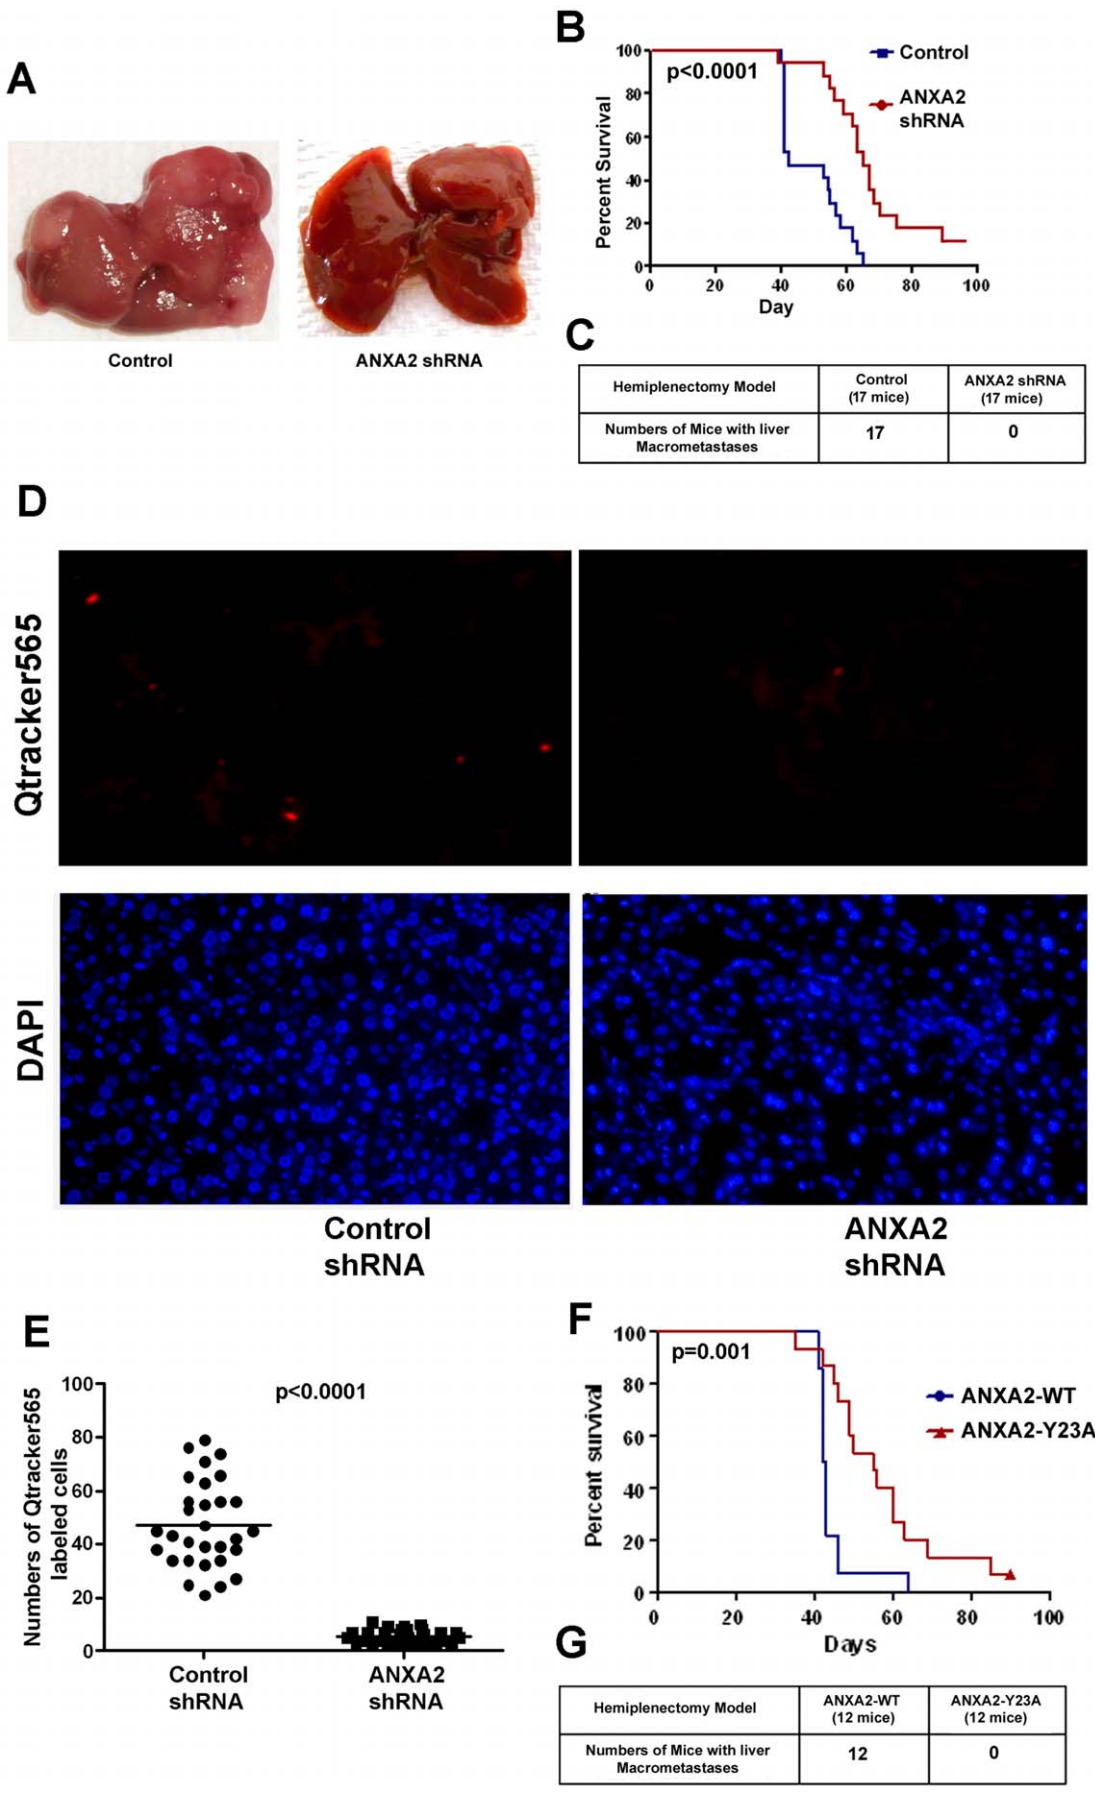 A
Control
ANXA2 shRNA
B
100
80
60
40
20
0
Percent Survival
p<0.0001
Control
ANXA2
shRNA
0 20 40 60 80 100
Day
C
Hemiplenectomy Model
Control
(17 mice)
ANXA2 shRNA
(17 mice)
Numbers of Mice with liver
Macrometastases
17
0
D
Qtracker565
DAPI
Control
shRNA
ANXA2
shRNA
E
Numbers of Qtracker565
labeled cells
100
80
60
40
20
0
p<0.0001
Control
shRNA
ANXA2
shRNA
F
Percent survival
100
80
60
40
20
0
p=0.001
ANXA2-WT
ANXA2-Y23A
0 20 40 60 80 100
Days
G
Hemiplenectomy Model
ANXA2-WT
(12 mice)
ANXA2-Y23A
(12 mice)
Numbers of Mice with liver
Macrometastases
12
0